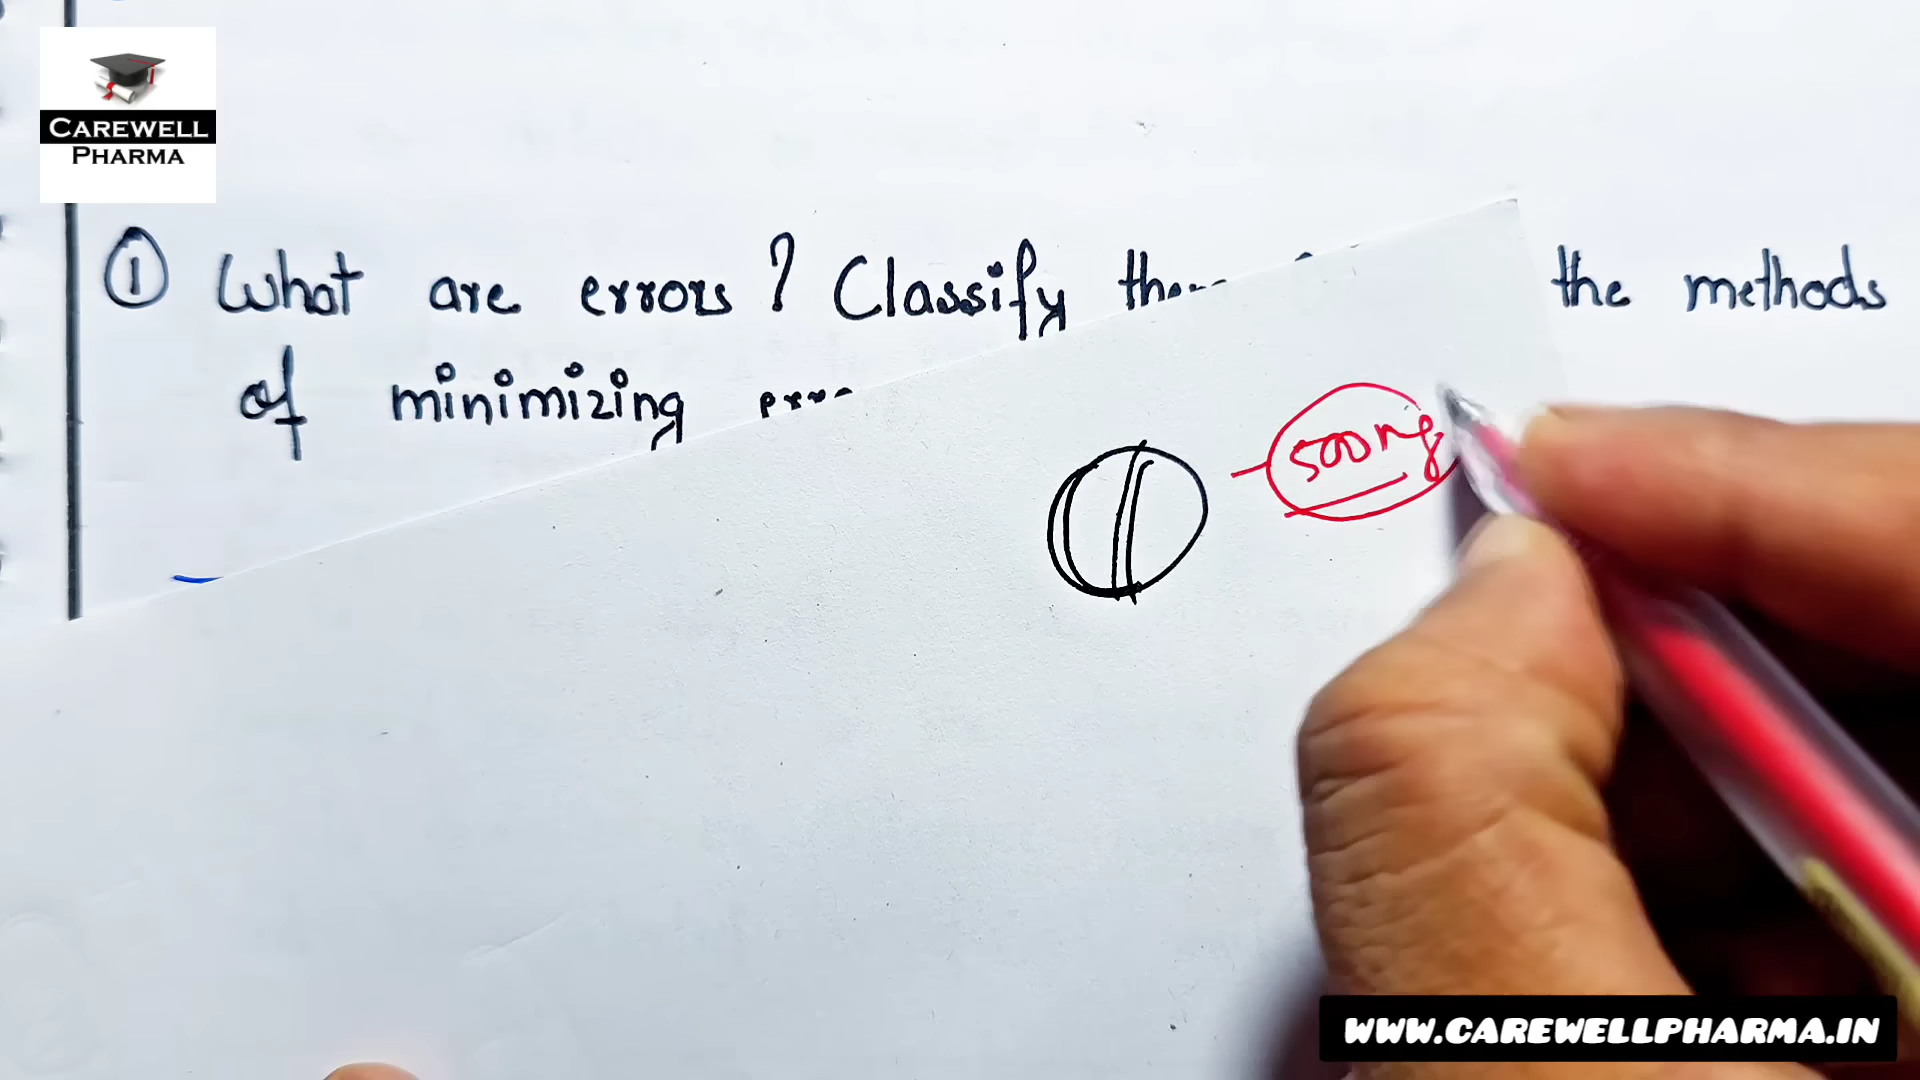 CAREWELL
PHARMA
① What are errors? Classify the methods
of minimizing
500mg
WWW.CAREWELLPHARMA.IN